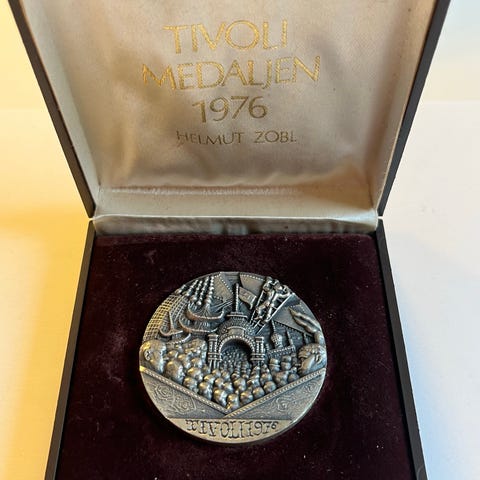 TIVOLI
MEDALJEN
1976
HELMUT ZOBL
TIVOLI 1976